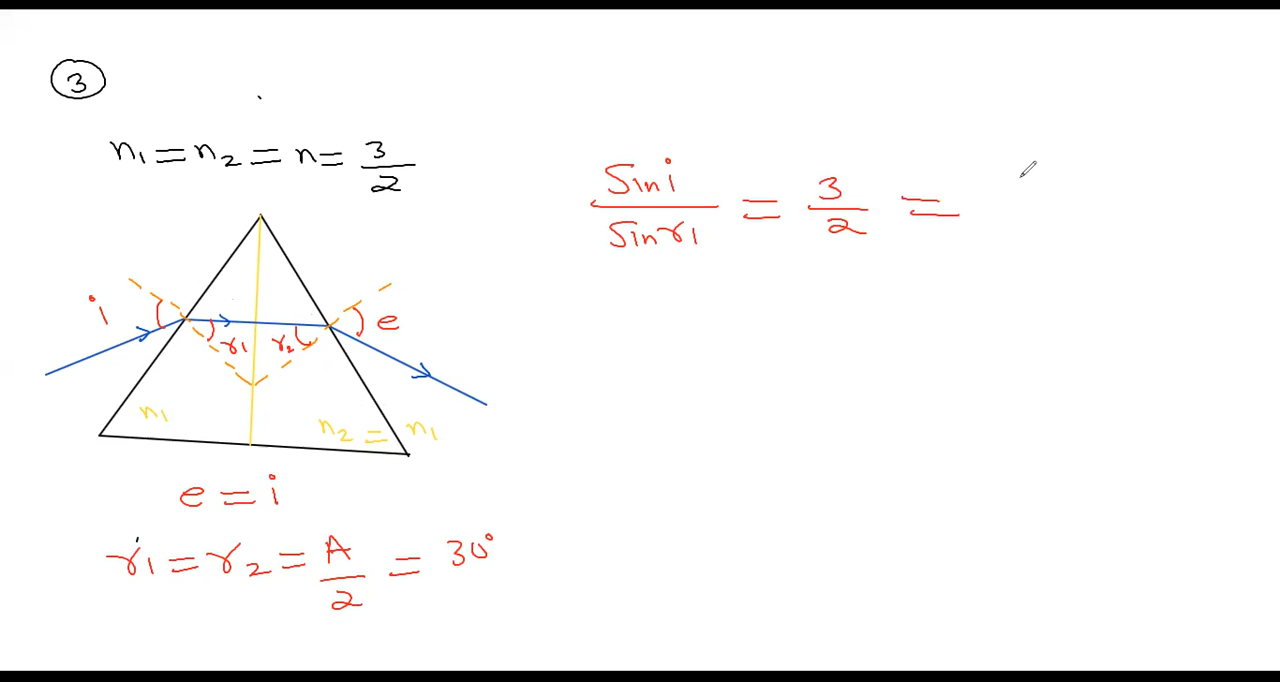 3
n1 = n2 = n = 3/2
Sin i / Sin r1 = 3/2 =
i
e
r1
r2
n1
n2 = n1
e = i
r1 = r2 = A/2 = 30°